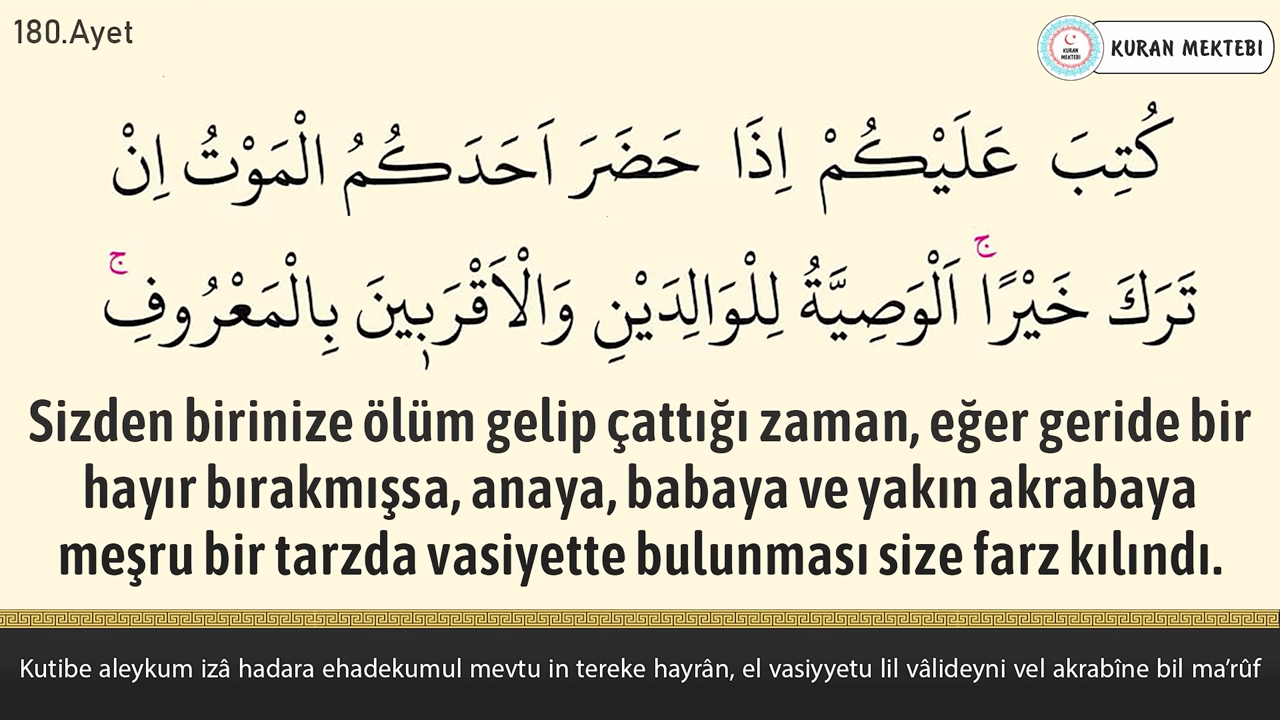 180.Ayet
KURAN MEKTEBI
KURAN
MEKTEBİ
كُتِبَ عَلَيْكُمْ اِذَا حَضَرَ اَحَدَكُمُ الْمَوْتُ اِنْ
تَرَكَ خَيْرًاۚ اَلْوَصِيَّةُ لِلْوَالِدَيْنِ وَالْاَقْرَب۪ينَ بِالْمَعْرُوفِۚ
Sizden birinize ölüm gelip çattığı zaman, eğer geride bir
hayır bırakmışsa, anaya, babaya ve yakın akrabaya
meşru bir tarzda vasiyette bulunması size farz kılındı.
Kutibe aleykum izâ hadara ehadekumul mevtu in tereke hayrân, el vasiyyetu lil vâlideyni vel akrabîne bil ma’rûf